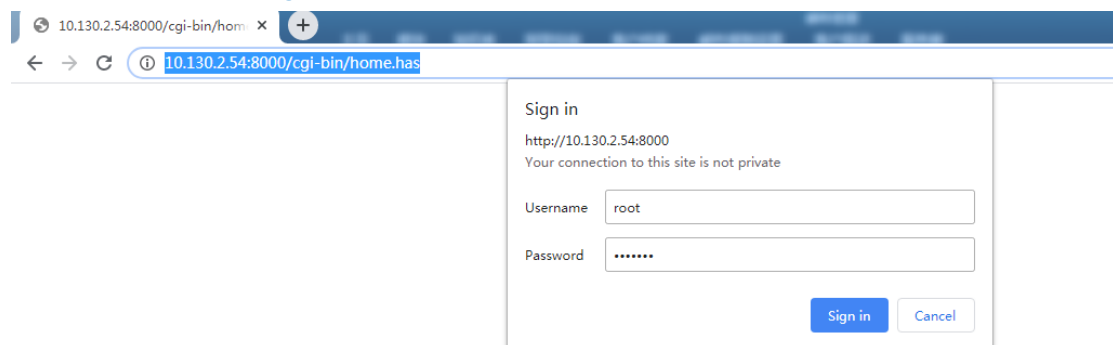 10.130.2.54:8000/cgi-bin/hom
10.130.2.54:8000/cgi-bin/home.has
Sign in
http://10.130.2.54:8000
Your connection to this site is not private
Username root
Password •••••••
Sign in Cancel